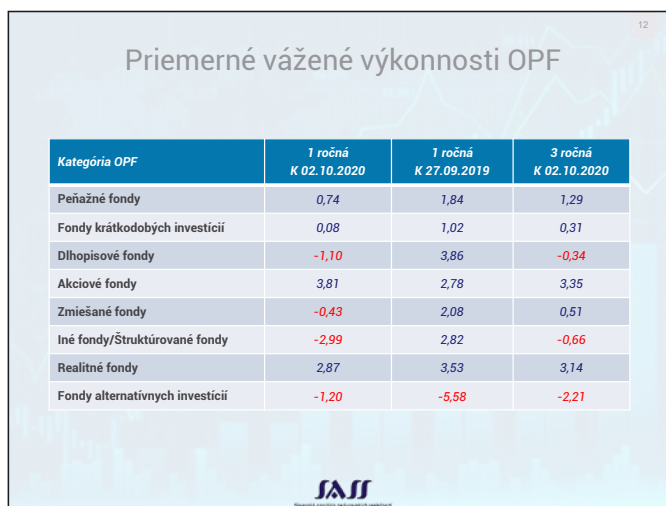 12
Priemerné vážené výkonnosti OPF
Kategória OPF
1 ročná
K 02.10.2020
1 ročná
K 27.09.2019
3 ročná
K 02.10.2020
Peňažné fondy 0,74 1,84 1,29
Fondy krátkodobých investícií 0,08 1,02 0,31
Dlhopisové fondy -1,10 3,86 -0,34
Akciové fondy 3,81 2,78 3,35
Zmiešané fondy -0,43 2,08 0,51
Iné fondy/Štruktúrované fondy -2,99 2,82 -0,66
Realitné fondy 2,87 3,53 3,14
Fondy alternatívnych investícií -1,20 -5,58 -2,21
SASS